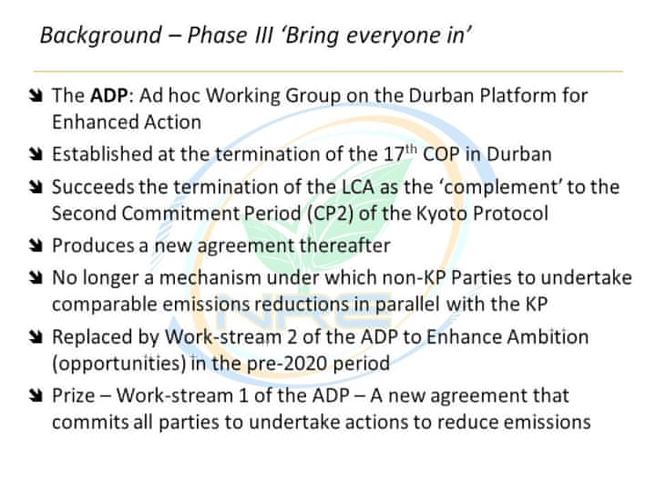 Background – Phase III ‘Bring everyone in’
The ADP: Ad hoc Working Group on the Durban Platform for
Enhanced Action
Established at the termination of the 17th COP in Durban
Succeeds the termination of the LCA as the ‘complement’ to the
Second Commitment Period (CP2) of the Kyoto Protocol
Produces a new agreement thereafter
No longer a mechanism under which non-KP Parties to undertake
comparable emissions reductions in parallel with the KP
NRE
Replaced by Work-stream 2 of the ADP to Enhance Ambition
(opportunities) in the pre-2020 period
Prize – Work-stream 1 of the ADP – A new agreement that
commits all parties to undertake actions to reduce emissions